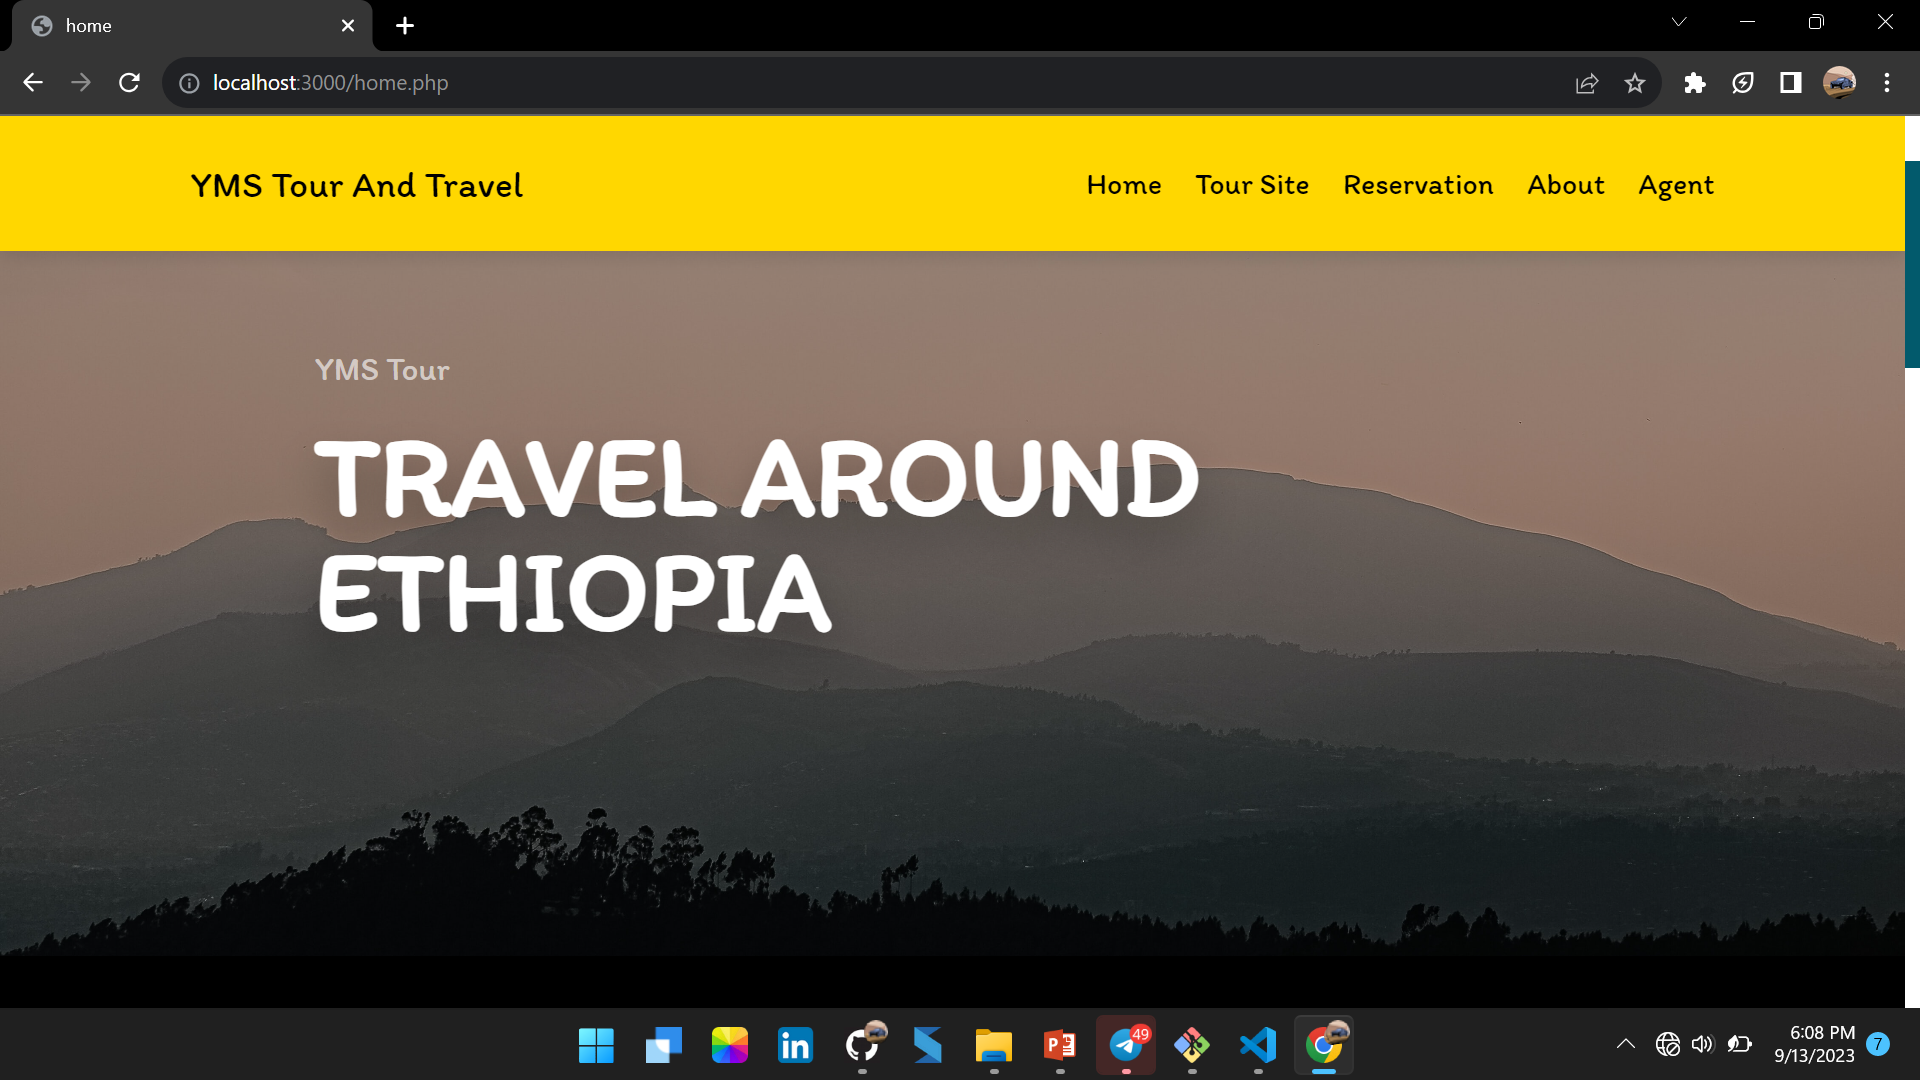 home
localhost:3000/home.php
YMS Tour And Travel
Home Tour Site Reservation About Agent
YMS Tour
TRAVEL AROUND
ETHIOPIA
P
49
6:08 PM
9/13/2023
7
in